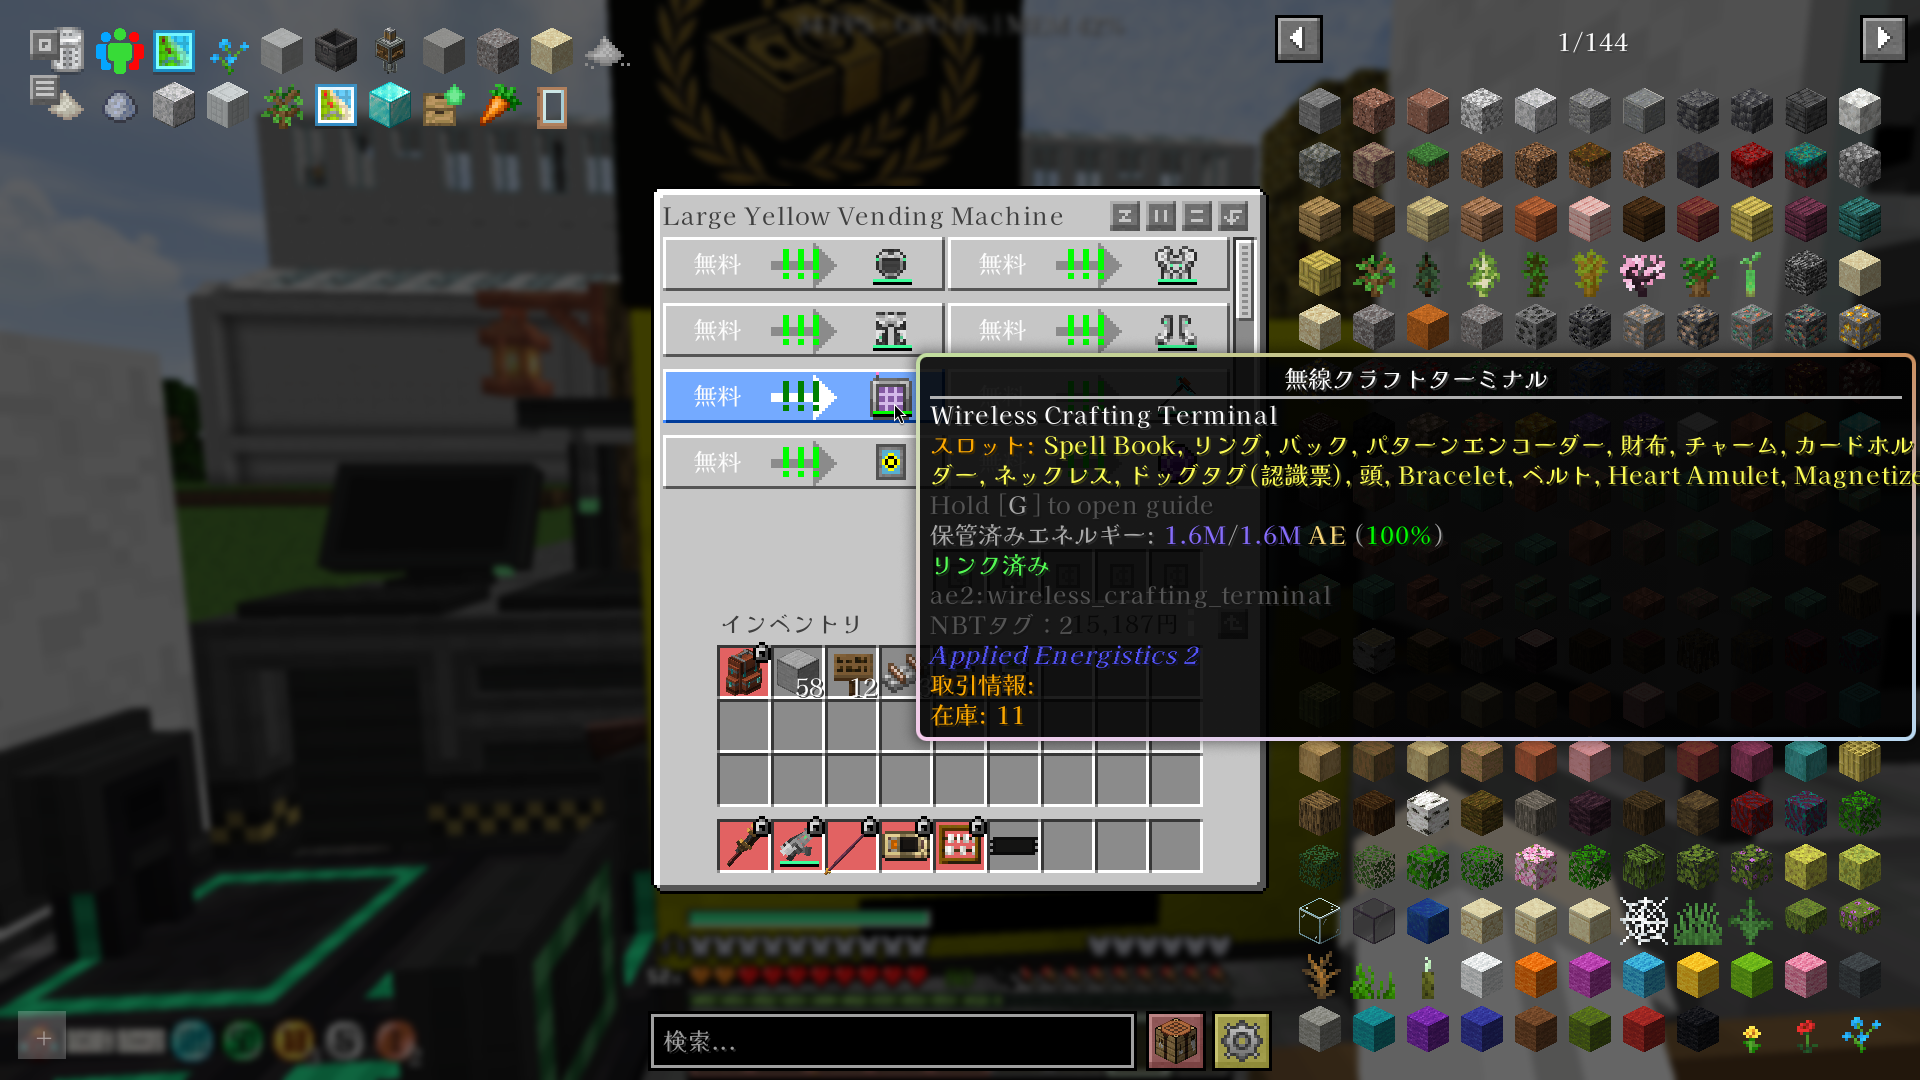 1/144
Large Yellow Vending Machine
無料
無料
無料
無料
無料
無料
無線クラフトターミナル
Wireless Crafting Terminal
スロット: Spell Book, リング, バック, パターンエンコーダー, 財布, チャーム, カードホル
ダー, ネックレス, ドッグタグ(認識票), 頭, Bracelet, ベルト, Heart Amulet, Magnetize
Hold [G] to open guide
保管済みエネルギー: 1.6M/1.6M AE (100%)
リンク済み
ae2:wireless_crafting_terminal
NBTタグ：2
15,187円
Applied Energistics 2
取引情報:
在庫: 11
インベントリ
58
12
検索...